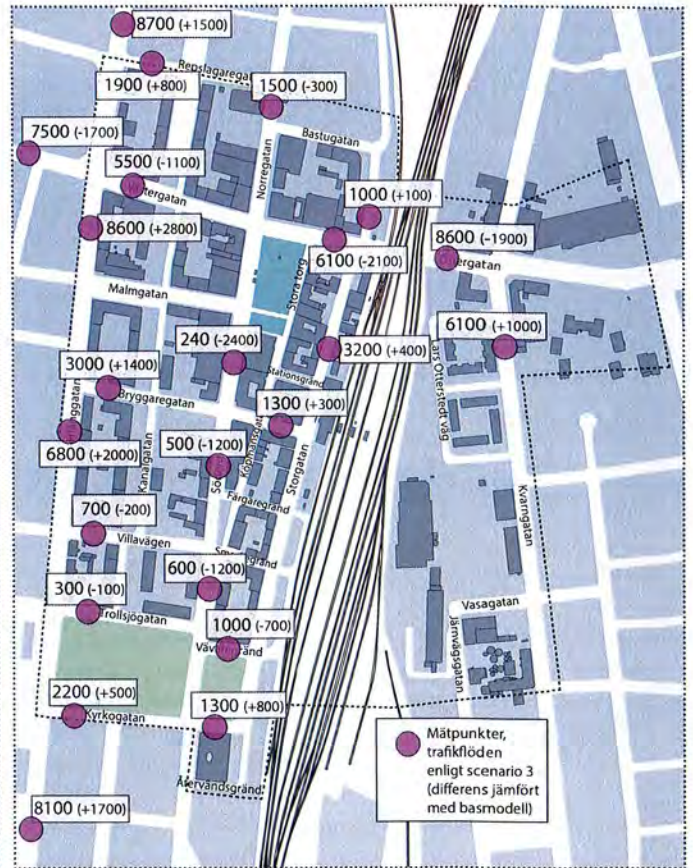 8700 (+1500)
1900 (+800)
1500 (-300)
Bastugatan
Norregatan
7500 (-1700)
5500 (-1100)
1000 (+100)
8600 (+2800)
6100 (-2100)
8600 (-1900)
Malmgatan
Stora torg
240 (-2400)
3200 (+400)
6100 (+1000)
Stationsgränd
Lars Otterstedt väg
3000 (+1400)
Bryggaregatan
1300 (+300)
6800 (+2000)
Kanalgatan
500 (-1200)
Storgatan
Färgaregränd
Kvarngatan
700 (-200)
Villavägen
600 (-1200)
300 (-100)
Vasagatan
1000 (-700)
Järnvägsgatan
2200 (+500)
Kyrkogatan
1300 (+800)
Återvändsgränd
8100 (+1700)
Mätpunkter,
trafikflöden
enligt scenario 3
(differens jämfört
med basmodell)